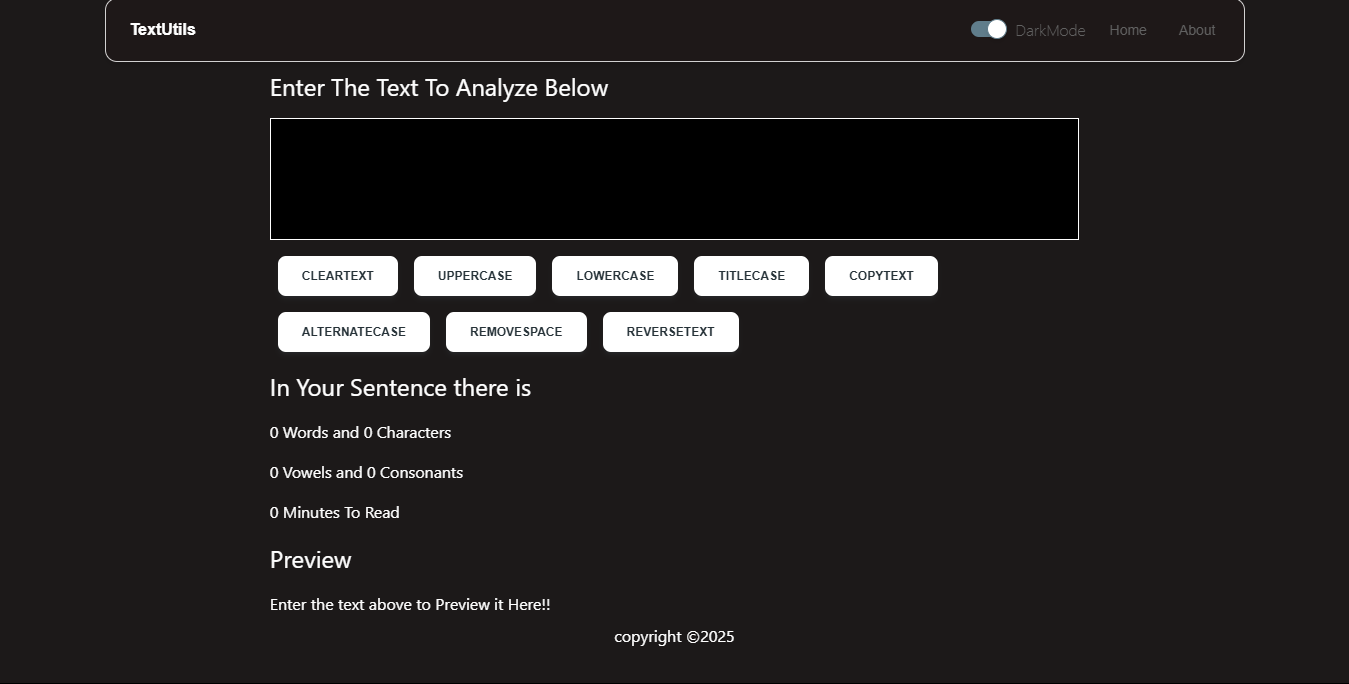 TextUtils DarkMode Home About
Enter The Text To Analyze Below
CLEARTEXT UPPERCASE LOWERCASE TITLECASE COPYTEXT
ALTERNATECASE REMOVESPACE REVERSETEXT
In Your Sentence there is
0 Words and 0 Characters
0 Vowels and 0 Consonants
0 Minutes To Read
Preview
Enter the text above to Preview it Here!!
copyright ©2025